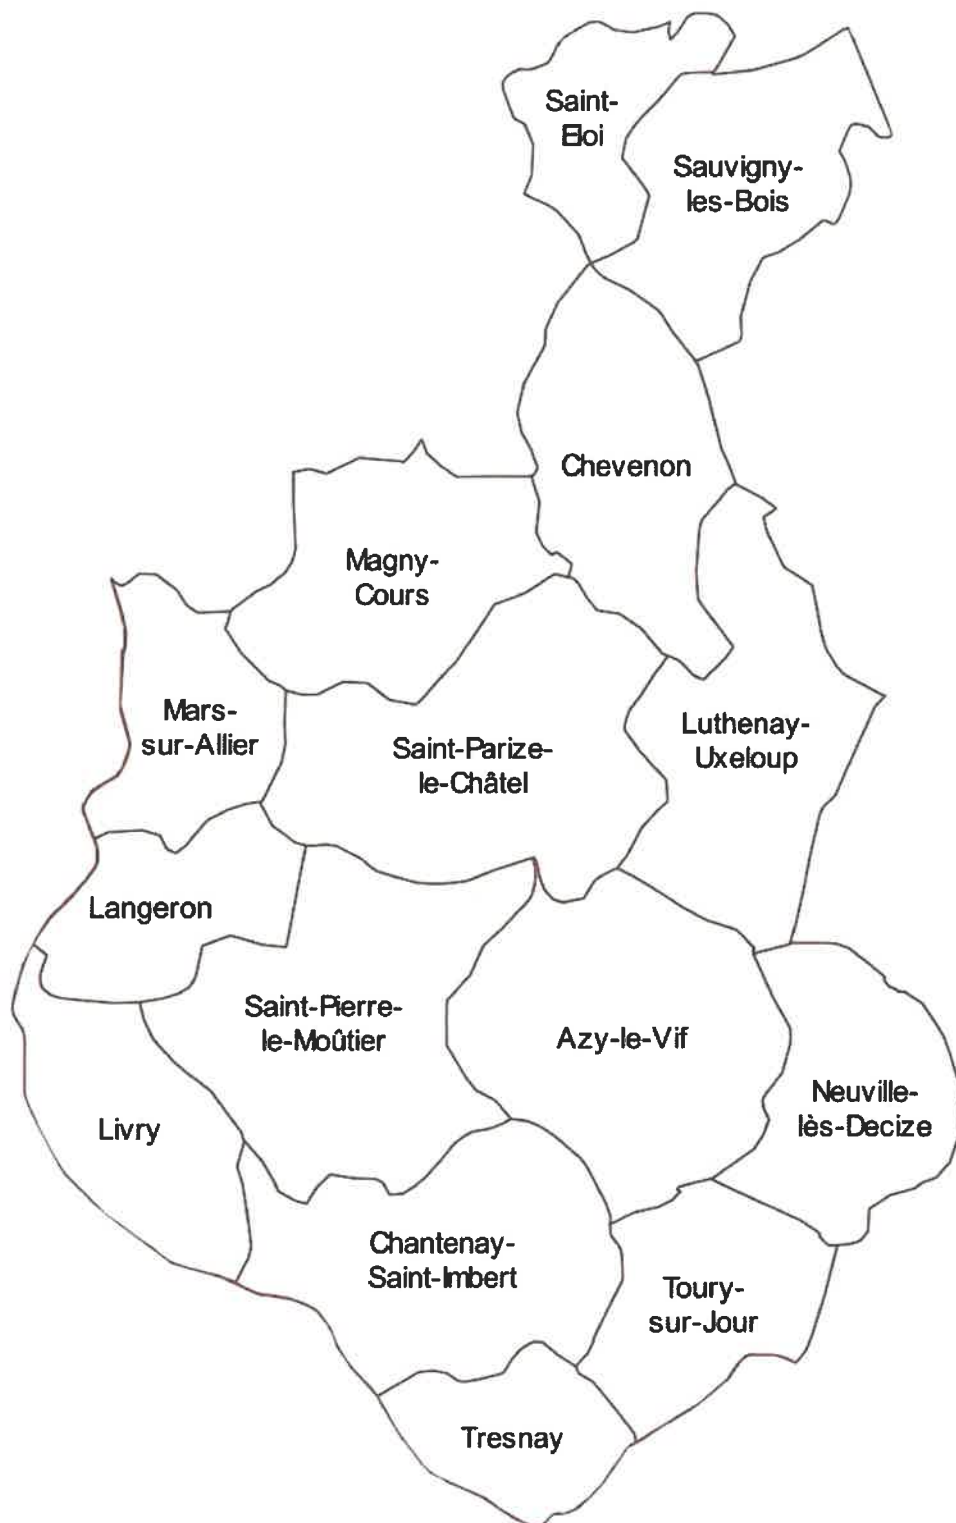 Saint-
Eloi
Sauvigny-
les-Bois
Chevenon
Magny-
Cours
Mars-
sur-Allier
Saint-Parize-
le-Châtel
Luthenay-
Uxeloup
Langeron
Saint-Pierre-
le-Moûtier
Azy-le-Vif
Neuville-
lès-Decize
Livry
Chantenay-
Saint-Imbert
Toury-
sur-Jour
Tresnay